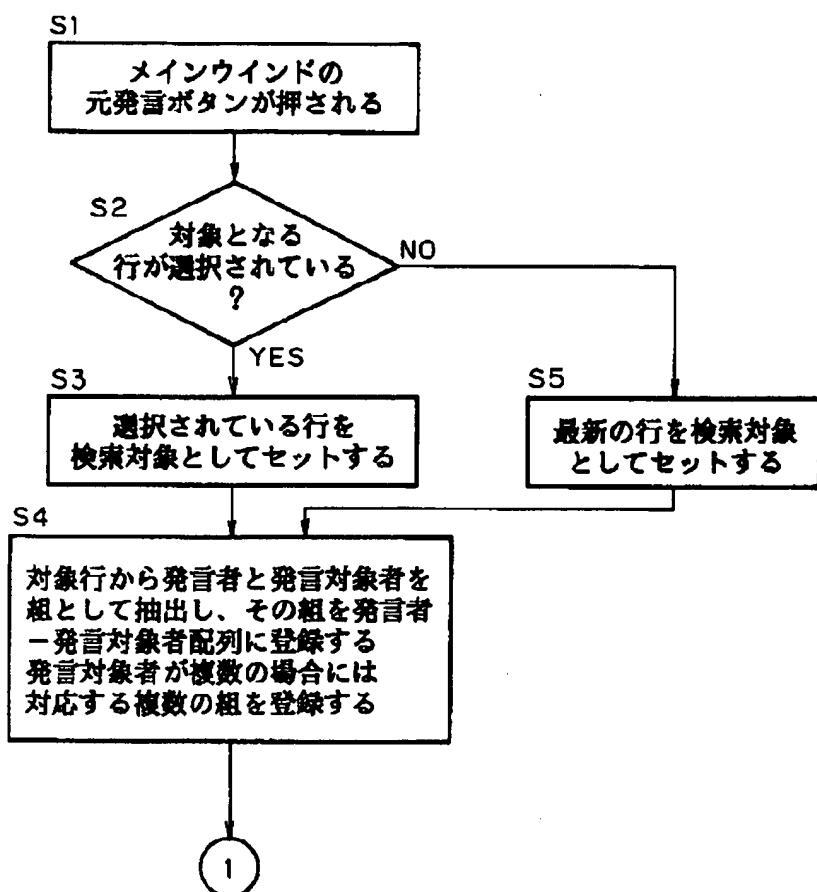 S1
メインウインドの
元発言ボタンが押される
S2
対象となる
行が選択されている
?
NO
YES
S3
選択されている行を
検索対象としてセットする
S5
最新の行を検索対象
としてセットする
S4
対象行から発言者と発言対象者を
組として抽出し、その組を発言者
－発言対象者配列に登録する
発言対象者が複数の場合には
対応する複数の組を登録する
1